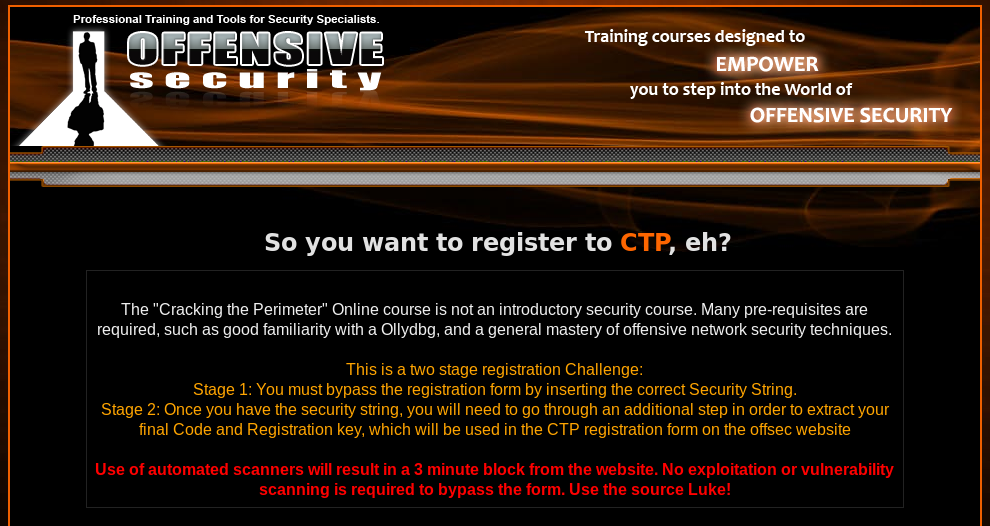 Professional Training and Tools for Security Specialists.
OFFENSIVE
security
Training courses designed to
EMPOWER
you to step into the World of
OFFENSIVE SECURITY
So you want to register to CTP, eh?
The "Cracking the Perimeter" Online course is not an introductory security course. Many pre-requisites are
required, such as good familiarity with a Ollydbg, and a general mastery of offensive network security techniques.
This is a two stage registration Challenge:
Stage 1: You must bypass the registration form by inserting the correct Security String.
Stage 2: Once you have the security string, you will need to go through an additional step in order to extract your
final Code and Registration key, which will be used in the CTP registration form on the offsec website
Use of automated scanners will result in a 3 minute block from the website. No exploitation or vulnerability
scanning is required to bypass the form. Use the source Luke!